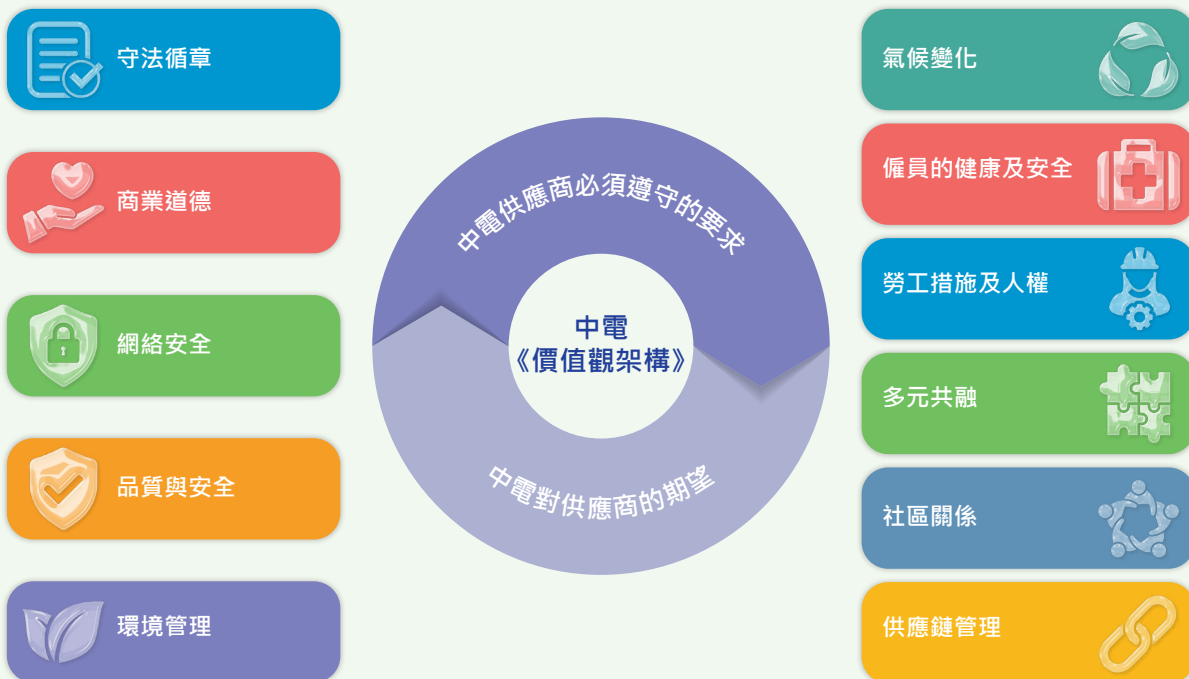 守法循章
商業道德
網絡安全
品質與安全
環境管理
中電供應商必須遵守的要求
中電
《價值觀架構》
中電對供應商的期望
氣候變化
僱員的健康及安全
勞工措施及人權
多元共融
社區關係
供應鏈管理